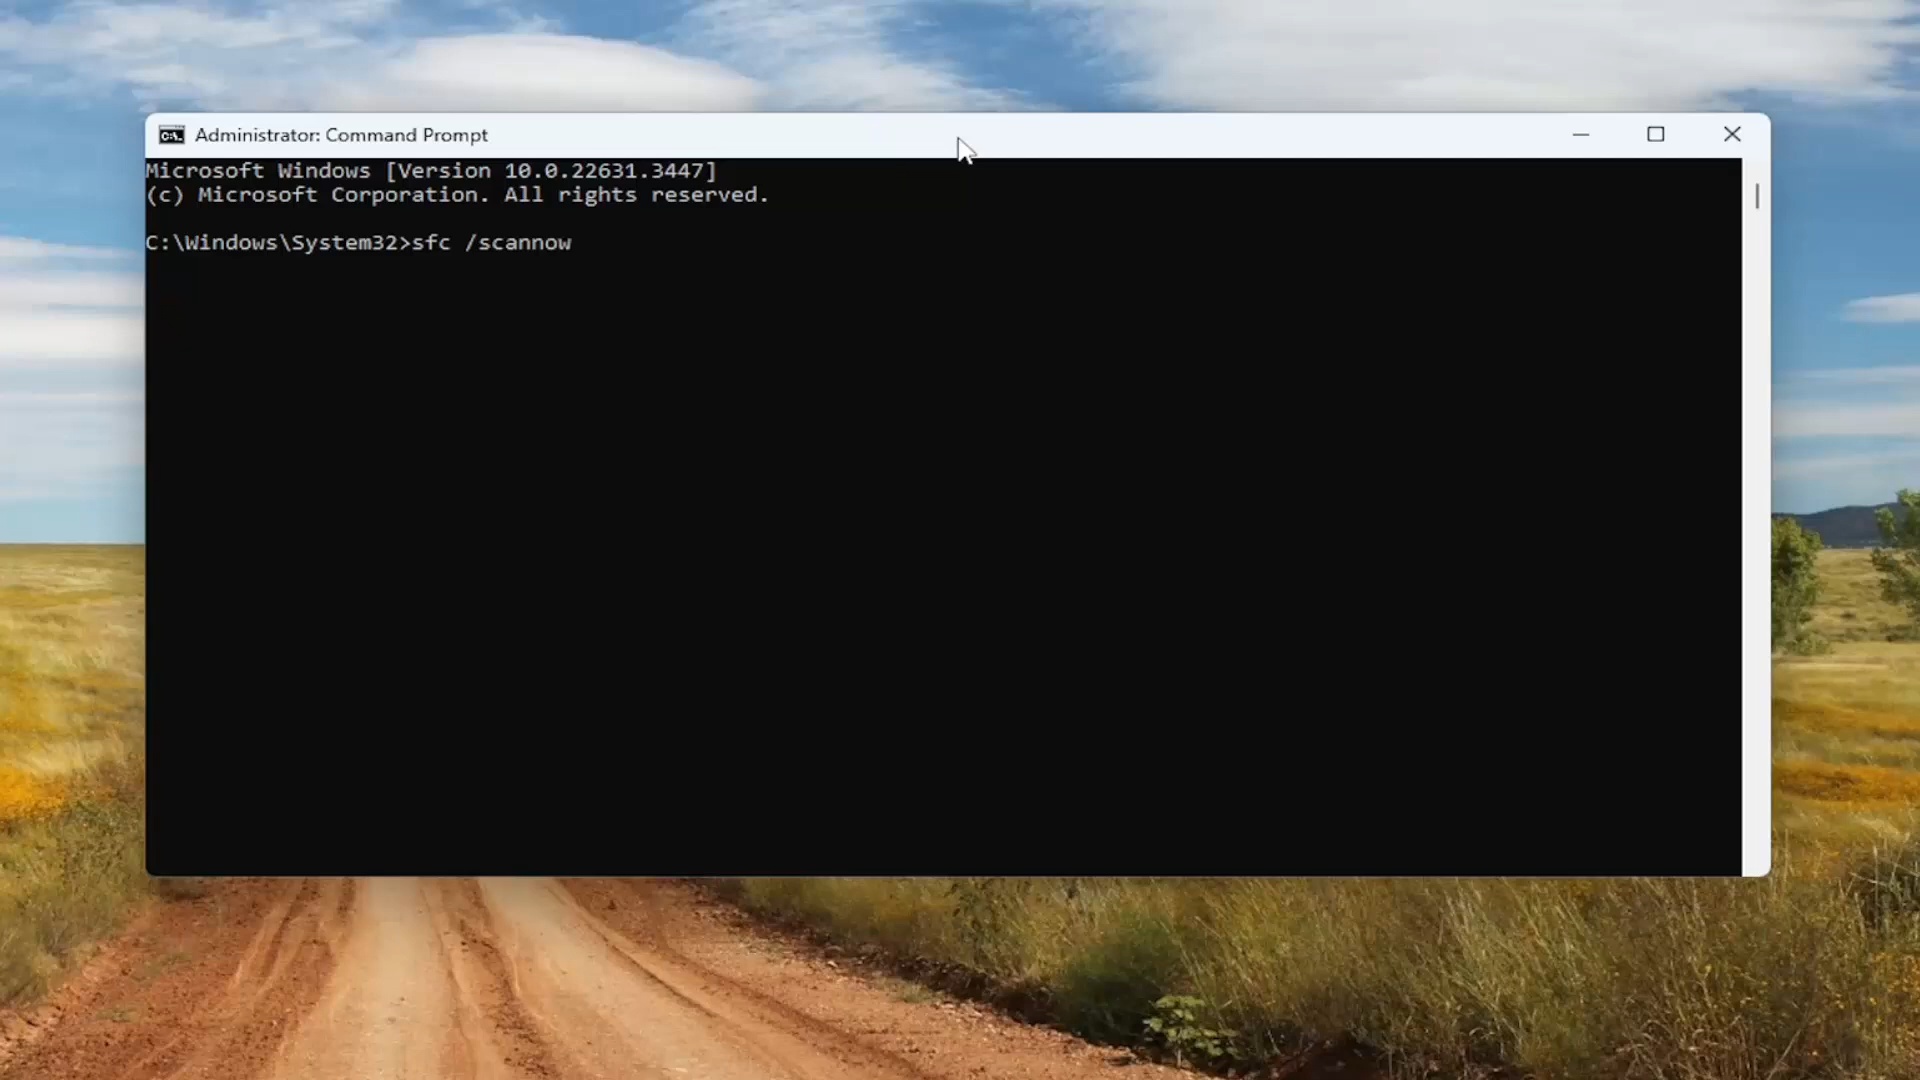 Administrator: Command Prompt
Microsoft Windows [Version 10.0.22631.3447]
(c) Microsoft Corporation. All rights reserved.
C:\Windows\System32>sfc /scannow